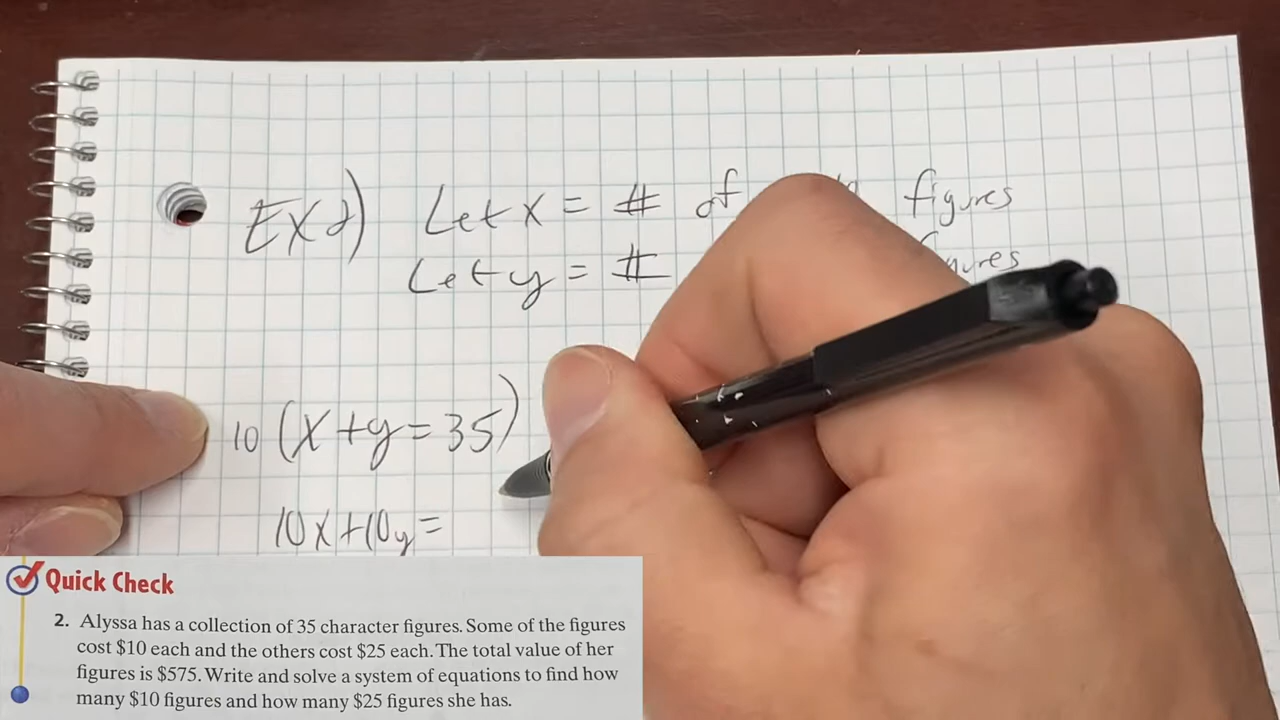 Ex 2) Let x = # of figures
Let y = # figures
10 (x + y = 35)
10x + 10y =
Quick Check
2. Alyssa has a collection of 35 character figures. Some of the figures
cost $10 each and the others cost $25 each. The total value of her
figures is $575. Write and solve a system of equations to find how
many $10 figures and how many $25 figures she has.